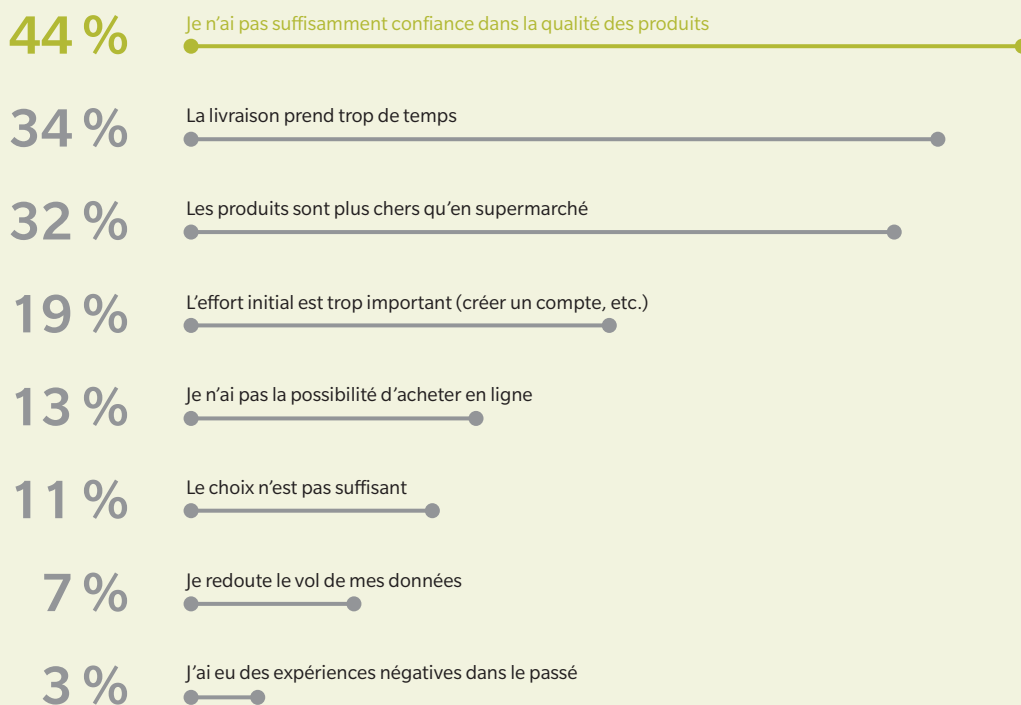 44 % Je n’ai pas suffisamment confiance dans la qualité des produits
34 % La livraison prend trop de temps
32 % Les produits sont plus chers qu’en supermarché
19 % L’effort initial est trop important (créer un compte, etc.)
13 % Je n’ai pas la possibilité d’acheter en ligne
11 % Le choix n’est pas suffisant
7 % Je redoute le vol de mes données
3 % J’ai eu des expériences négatives dans le passé